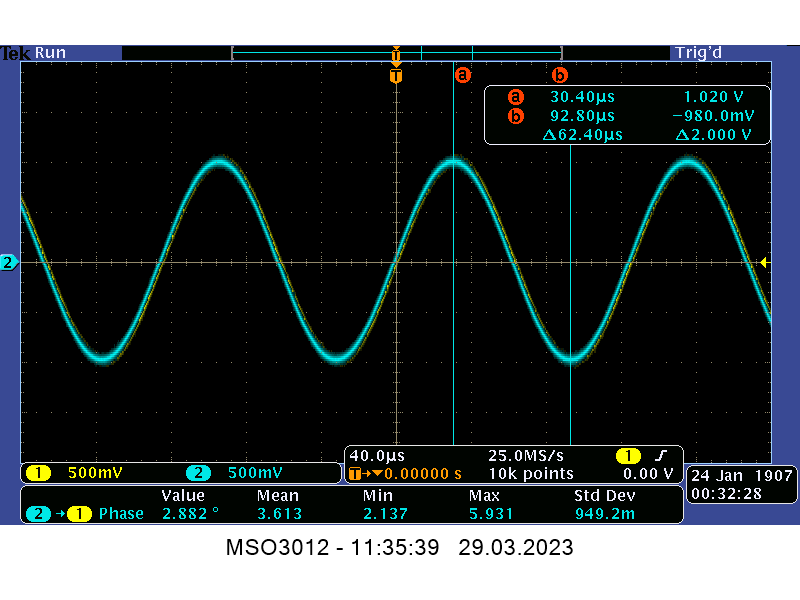 Tek Run Trig'd
T
T a b
a 30.40µs 1.020 V
b 92.80µs −980.0mV
Δ62.40µs Δ2.000 V
2
40.0µs 25.0MS/s 1
T→▼0.00000 s 10k points 0.00 V
1 500mV 2 500mV
24 Jan 1907
00:32:28
Value Mean Min Max Std Dev
2 → 1 Phase 2.882 ° 3.613 2.137 5.931 949.2m
MSO3012 - 11:35:39 29.03.2023